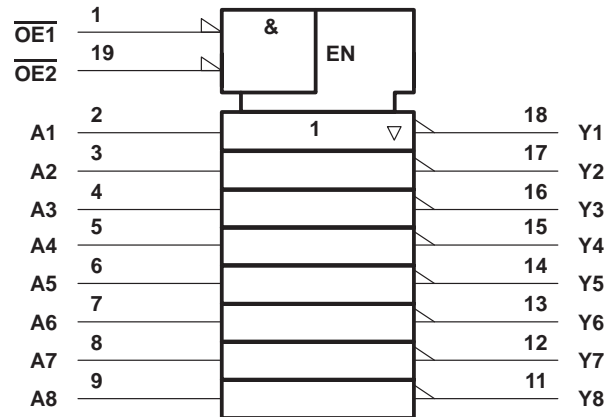 OE1 1 &
OE2 19 EN
A1 2 1 ▽ 18 Y1
A2 3 17 Y2
A3 4 16 Y3
A4 5 15 Y4
A5 6 14 Y5
A6 7 13 Y6
A7 8 12 Y7
A8 9 11 Y8